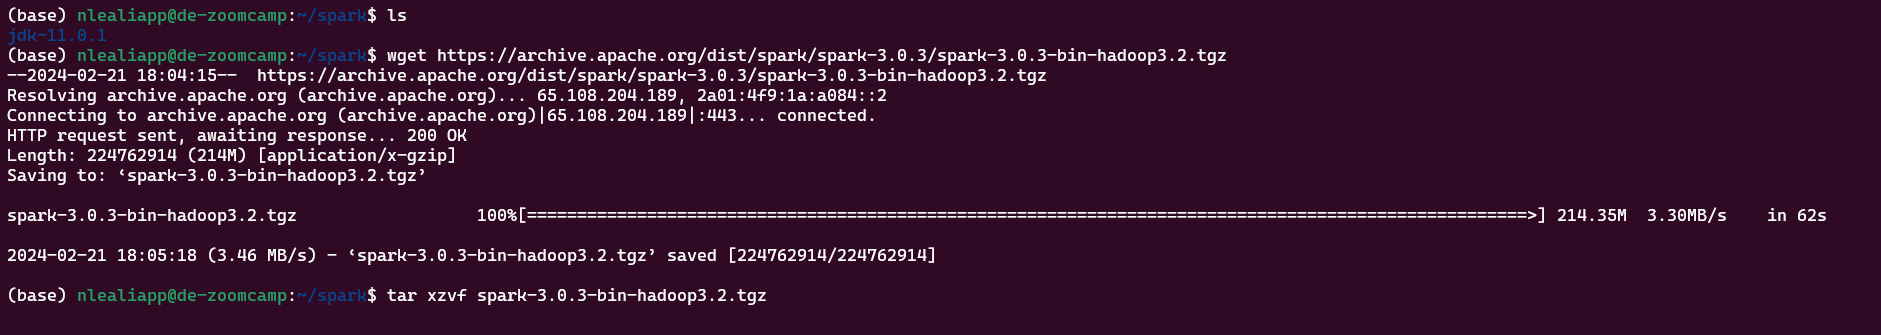 (base) nlealiapp@de-zoomcamp:~/spark$ ls
jdk-11.0.1
(base) nlealiapp@de-zoomcamp:~/spark$ wget https://archive.apache.org/dist/spark/spark-3.0.3/spark-3.0.3-bin-hadoop3.2.tgz
--2024-02-21 18:04:15--  https://archive.apache.org/dist/spark/spark-3.0.3/spark-3.0.3-bin-hadoop3.2.tgz
Resolving archive.apache.org (archive.apache.org)... 65.108.204.189, 2a01:4f9:1a:a084::2
Connecting to archive.apache.org (archive.apache.org)|65.108.204.189|:443... connected.
HTTP request sent, awaiting response... 200 OK
Length: 224762914 (214M) [application/x-gzip]
Saving to: ‘spark-3.0.3-bin-hadoop3.2.tgz’
spark-3.0.3-bin-hadoop3.2.tgz                  100%[====================================================================================================>] 214.35M  3.30MB/s    in 62s
2024-02-21 18:05:18 (3.46 MB/s) - ‘spark-3.0.3-bin-hadoop3.2.tgz’ saved [224762914/224762914]
(base) nlealiapp@de-zoomcamp:~/spark$ tar xzvf spark-3.0.3-bin-hadoop3.2.tgz